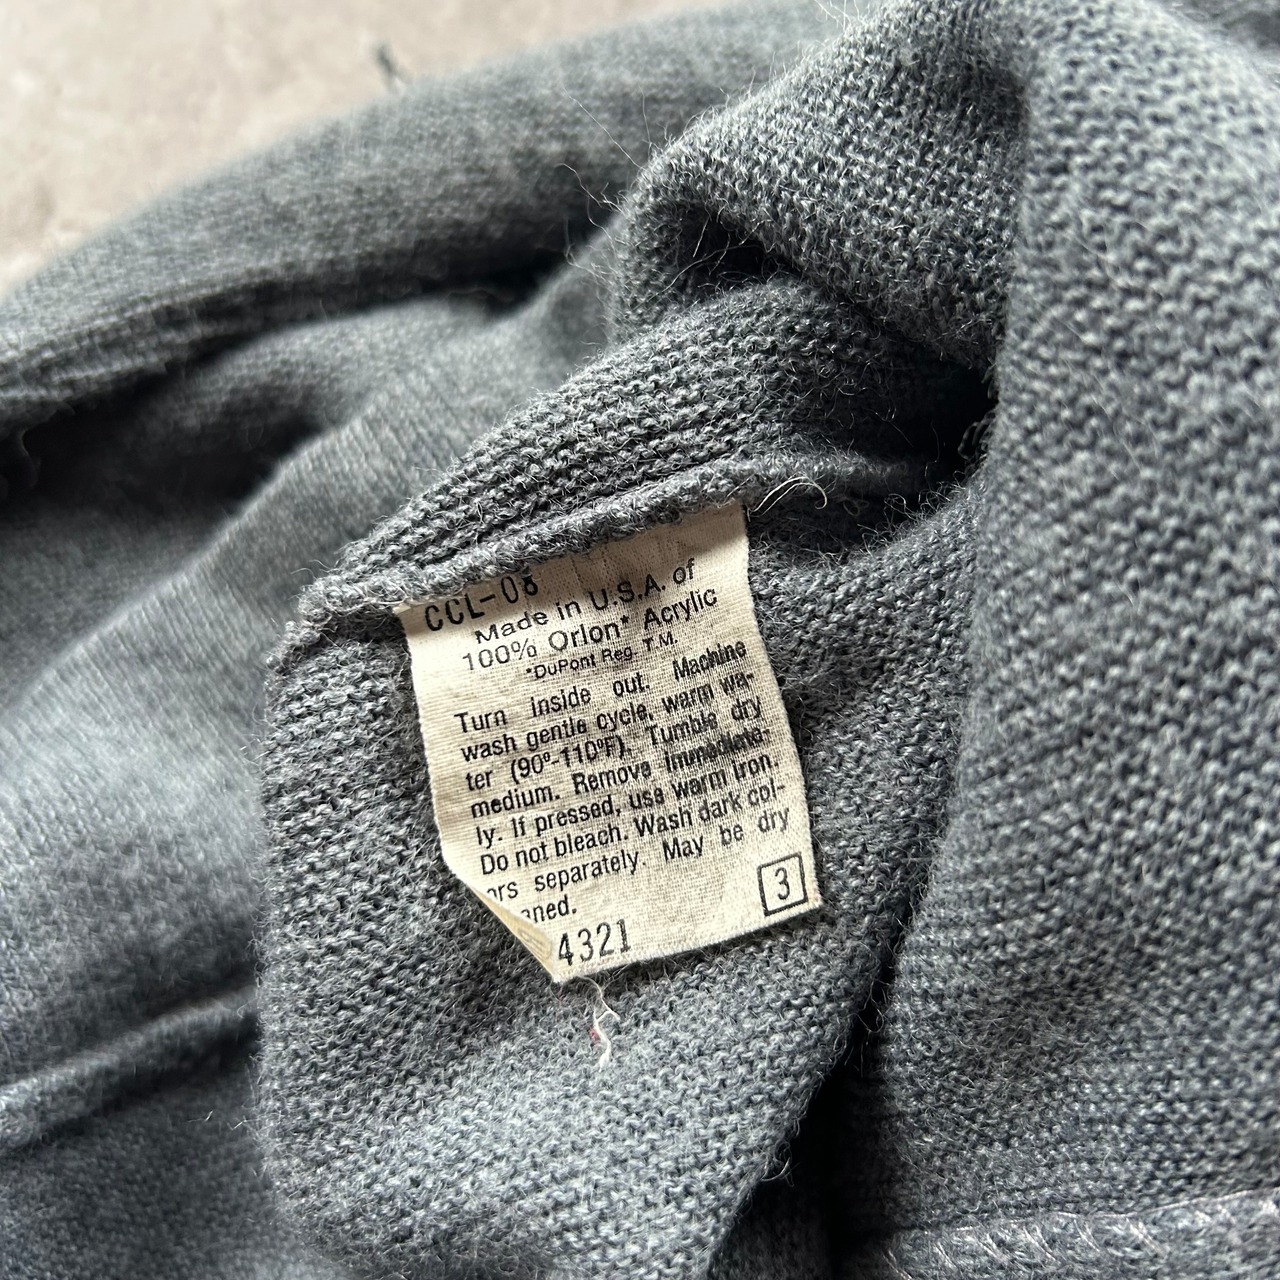 CCL-08
Made in U.S.A. of
100% Orlon* Acrylic
*DuPont Reg. T.M.
Turn inside out. Machine
wash gentle cycle, warm wa-
ter (90°-110°F). Tumble dry
medium. Remove immediate-
ly. If pressed, use warm iron.
Do not bleach. Wash dark col-
ors separately. May be dry
aned.
3
4321